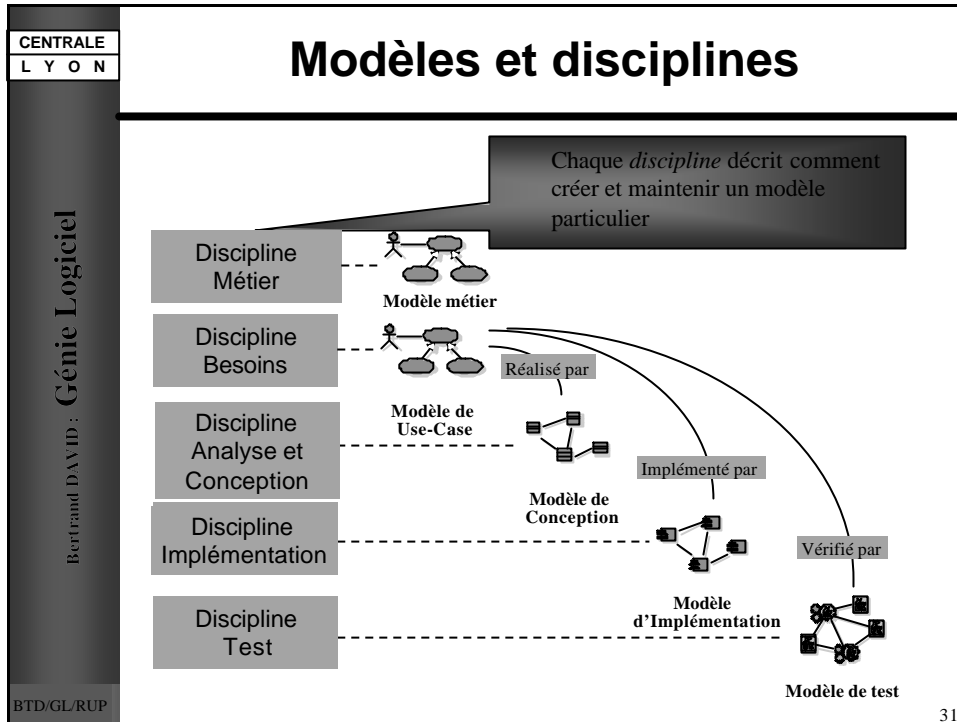 CENTRALE
L Y O N
Modèles et disciplines
Chaque discipline décrit comment
créer et maintenir un modèle
particulier
Discipline
Métier
Modèle métier
Discipline
Besoins
Réalisé par
Modèle de
Use-Case
Discipline
Analyse et
Conception
Implémenté par
Modèle de
Conception
Discipline
Implémentation
Vérifié par
Modèle
d'Implémentation
Discipline
Test
Modèle de test
Bertrand DAVID : Génie Logiciel
BTD/GL/RUP
31